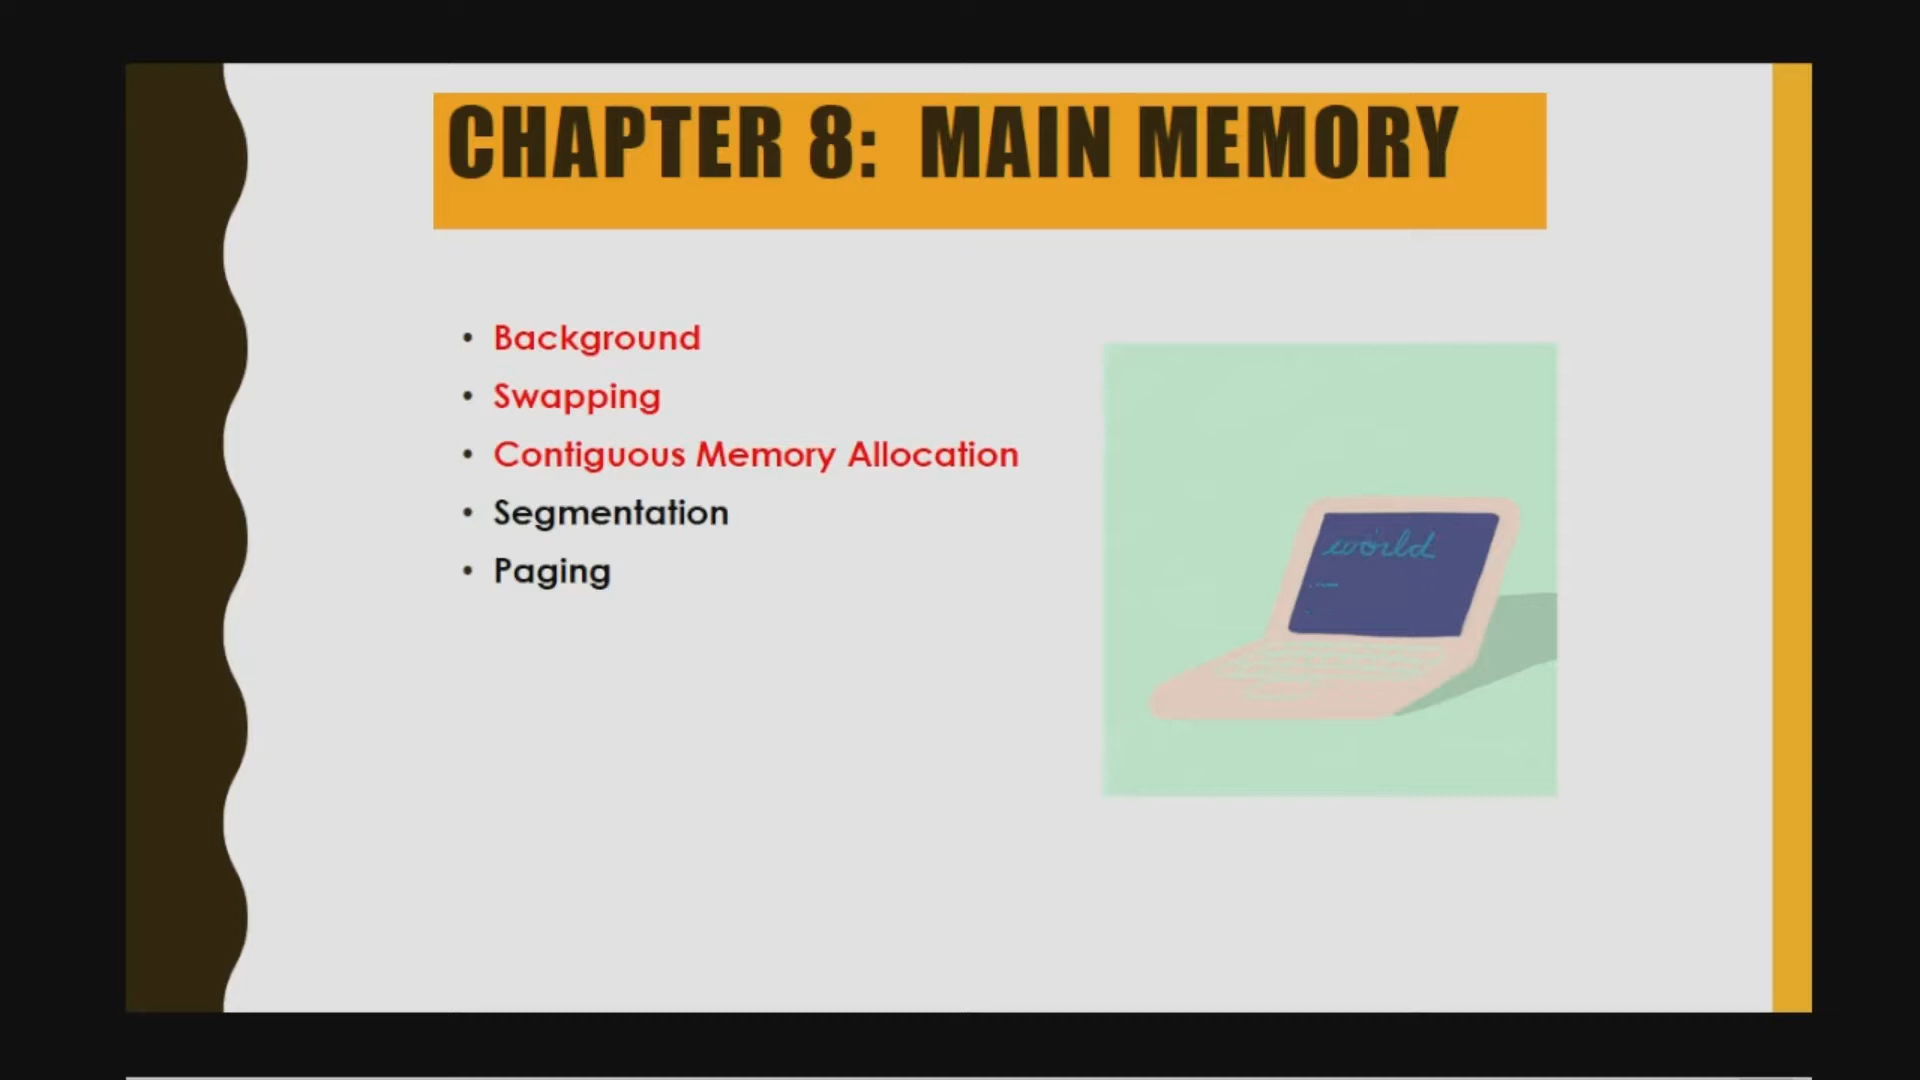 CHAPTER 8: MAIN MEMORY
• Background
• Swapping
• Contiguous Memory Allocation
• Segmentation
• Paging
world